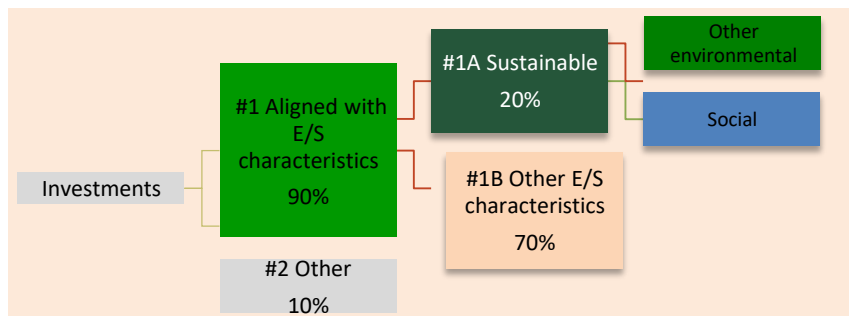 Investments
#1 Aligned with
E/S
characteristics
90%
#2 Other
10%
#1A Sustainable
20%
#1B Other E/S
characteristics
70%
Other
environmental
Social